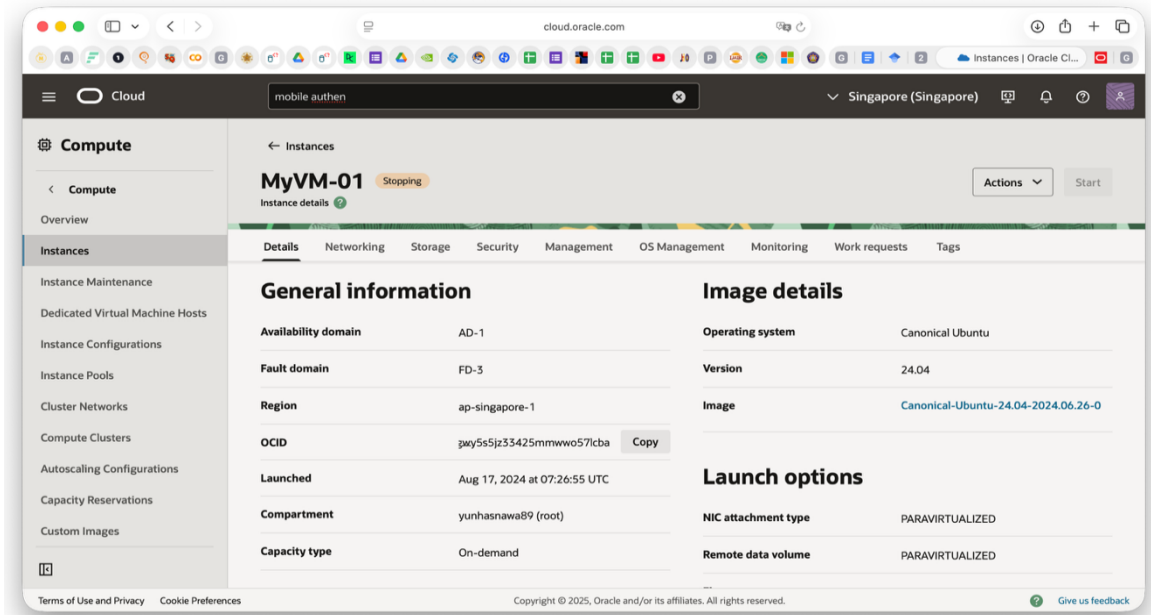 cloud.oracle.com
Instances | Oracle Cl...
Cloud
mobile authen
Singapore (Singapore)
Compute
Compute
Overview
Instances
Instance Maintenance
Dedicated Virtual Machine Hosts
Instance Configurations
Instance Pools
Cluster Networks
Compute Clusters
Autoscaling Configurations
Capacity Reservations
Custom Images
Instances
MyVM-01 Stopping
Instance details
Actions Start
Details Networking Storage Security Management OS Management Monitoring Work requests Tags
General information
Availability domain AD-1
Fault domain FD-3
Region ap-singapore-1
OCID zwy5s5jz33425mmwwo57lcba Copy
Launched Aug 17, 2024 at 07:26:55 UTC
Compartment yunhasnawa89 (root)
Capacity type On-demand
Image details
Operating system Canonical Ubuntu
Version 24.04
Image Canonical-Ubuntu-24.04-2024.06.26-0
Launch options
NIC attachment type PARAVIRTUALIZED
Remote data volume PARAVIRTUALIZED
Terms of Use and Privacy Cookie Preferences
Copyright © 2025, Oracle and/or its affiliates. All rights reserved.
Give us feedback